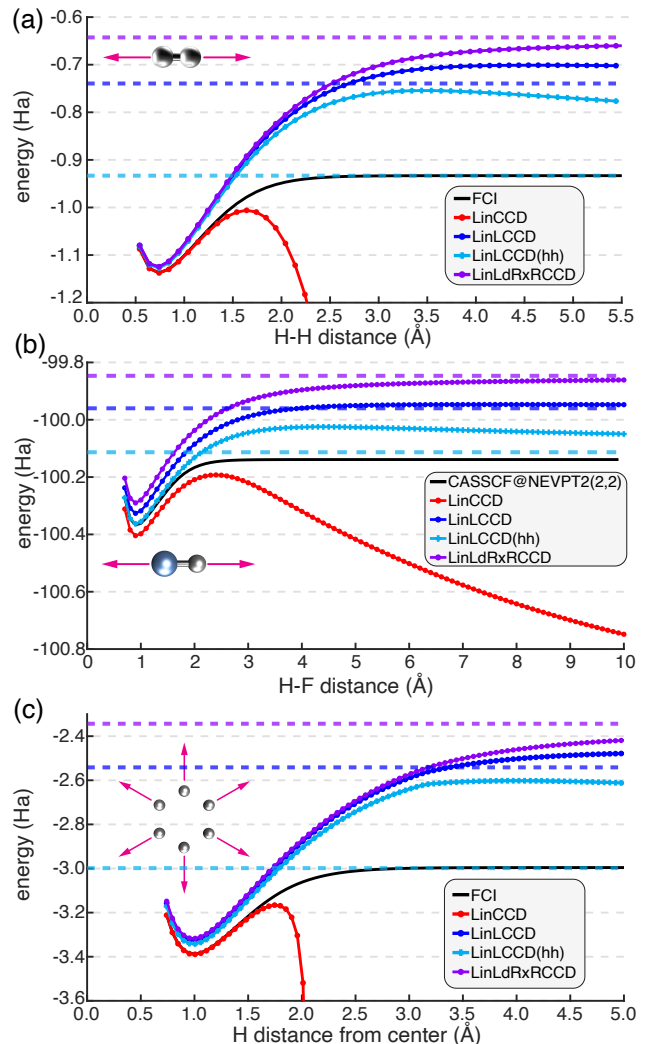 (a)
-0.6
-0.7
-0.8
-0.9
-1.0
-1.1
-1.2
energy (Ha)
FCI
LinCCD
LinLCCD
LinLCCD(hh)
LinLdRxRCCD
0.0 0.5 1.0 1.5 2.0 2.5 3.0 3.5 4.0 4.5 5.0 5.5
H-H distance (Å)
(b)
-99.8
-100.0
-100.2
-100.4
-100.6
-100.8
energy (Ha)
CASSCF@NEVPT2(2,2)
LinCCD
LinLCCD
LinLCCD(hh)
LinLdRxRCCD
0 1 2 3 4 5 6 7 8 9 10
H-F distance (Å)
(c)
-2.4
-2.6
-2.8
-3.0
-3.2
-3.4
-3.6
energy (Ha)
FCI
LinCCD
LinLCCD
LinLCCD(hh)
LinLdRxRCCD
0.0 0.5 1.0 1.5 2.0 2.5 3.0 3.5 4.0 4.5 5.0
H distance from center (Å)